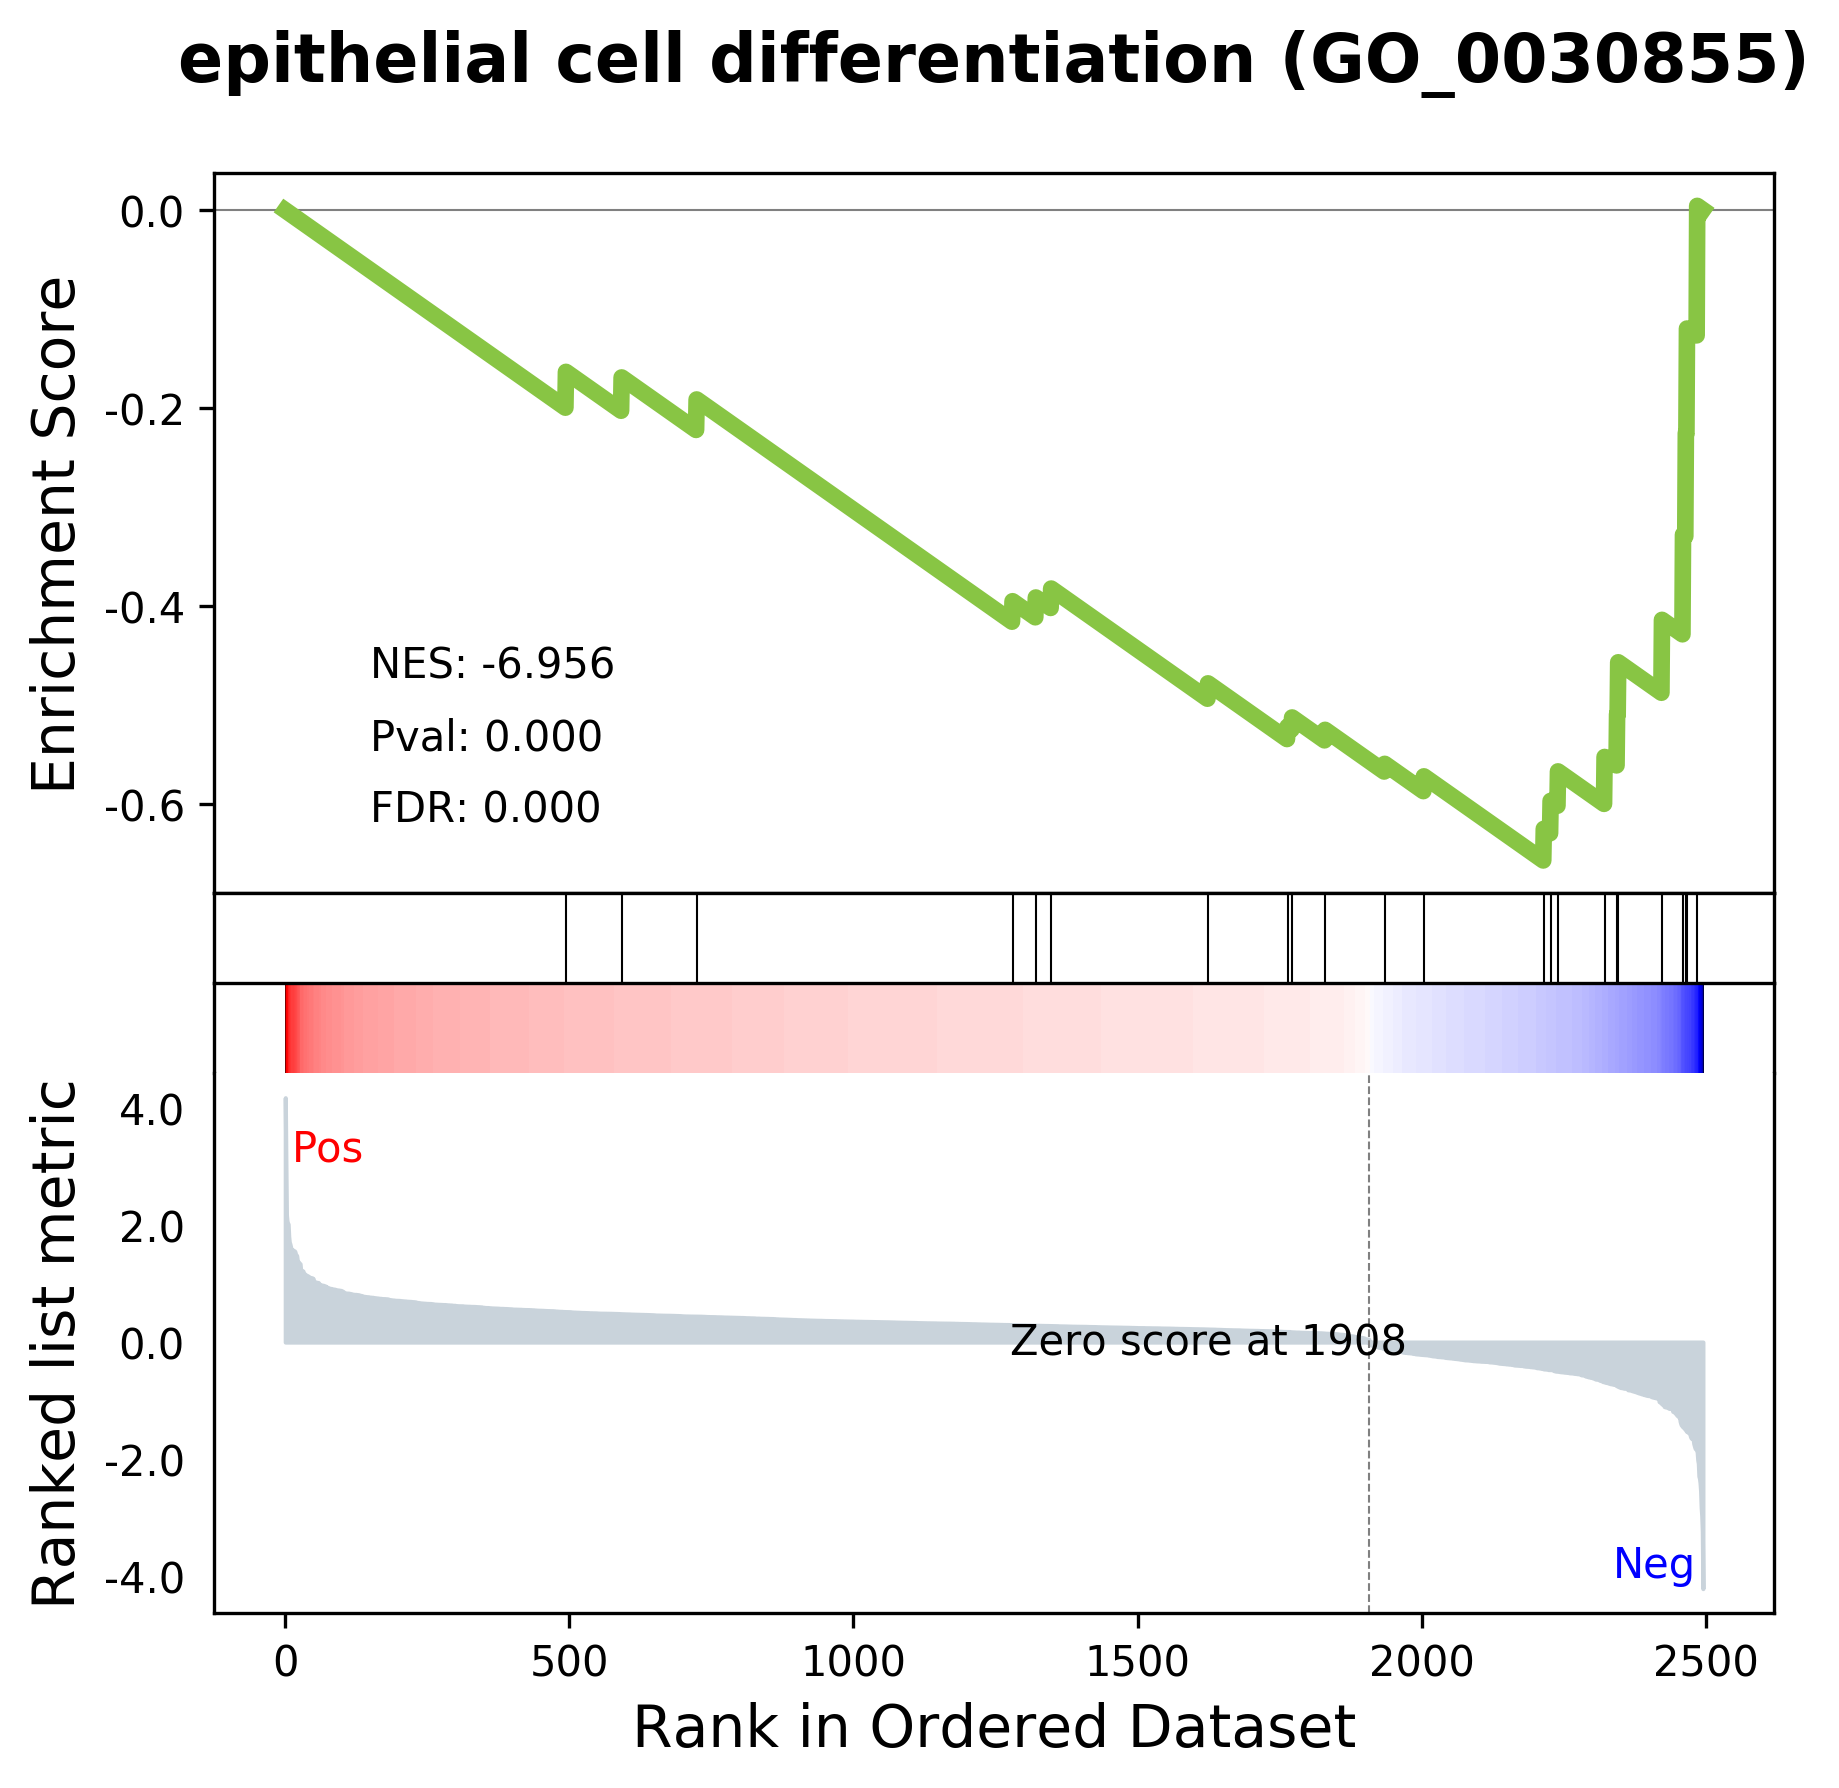 epithelial cell differentiation (GO_0030855)
Enrichment Score
0.0
-0.2
-0.4
-0.6
NES: -6.956
Pval: 0.000
FDR: 0.000
Ranked list metric
4.0
2.0
0.0
-2.0
-4.0
Pos
Zero score at 1908
Neg
0 500 1000 1500 2000 2500
Rank in Ordered Dataset